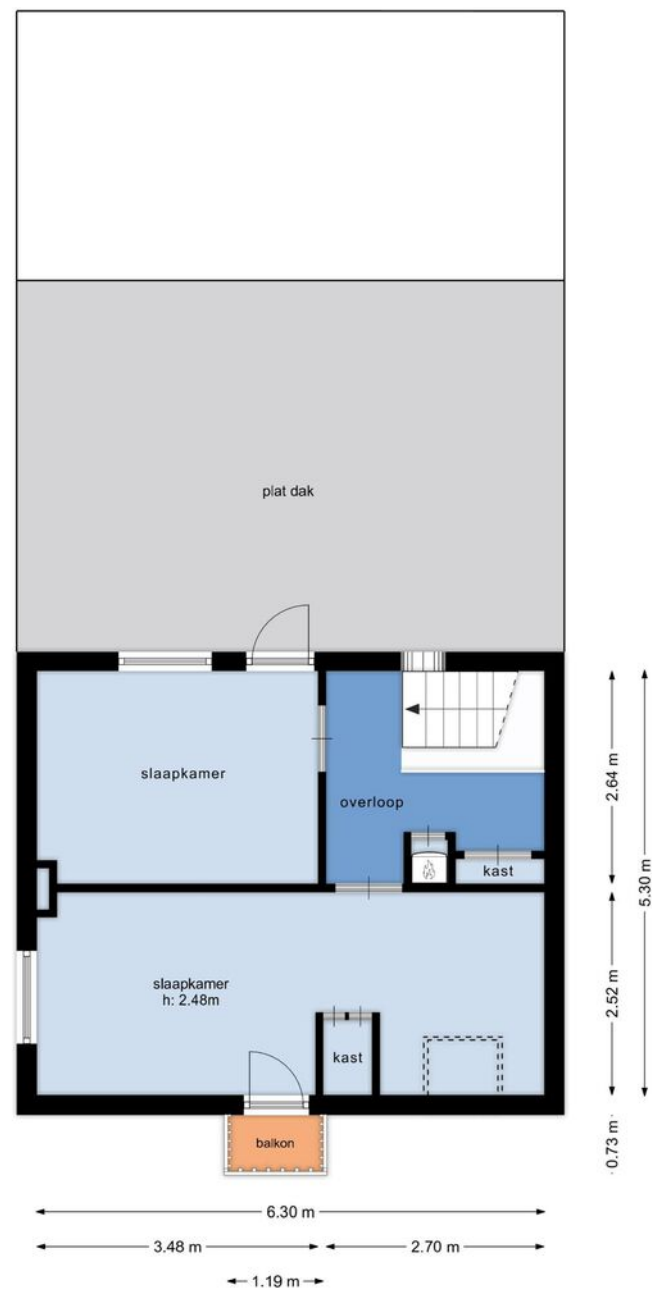 plat dak
slaapkamer
overloop
kast
slaapkamer
h: 2.48m
kast
balkon
2.64 m
5.30 m
2.52 m
0.73 m
6.30 m
3.48 m
2.70 m
1.19 m